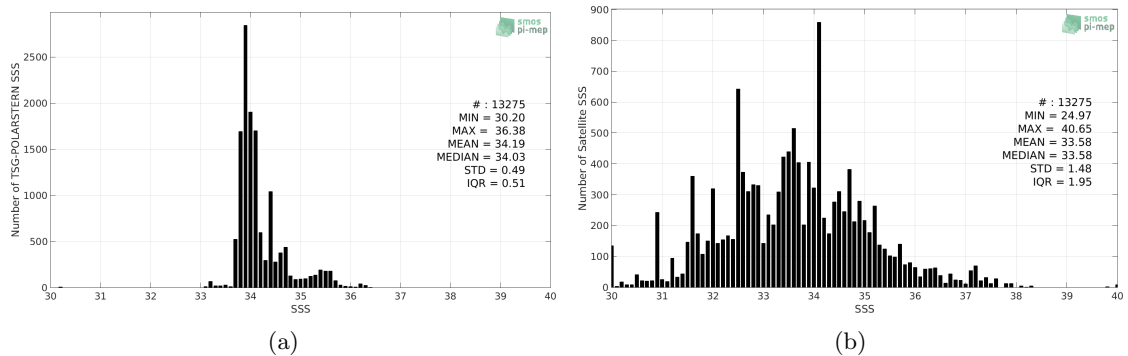 smos
pi-mep
Number of TSG-POLARSTERN SSS
2500
2000
1500
1000
500
0
# : 13275
MIN = 30.20
MAX = 36.38
MEAN = 34.19
MEDIAN = 34.03
STD = 0.49
IQR = 0.51
30 31 32 33 34 35 36 37 38 39 40
SSS
(a)
smos
pi-mep
Number of Satellite SSS
900
800
700
600
500
400
300
200
100
0
# : 13275
MIN = 24.97
MAX = 40.65
MEAN = 33.58
MEDIAN = 33.58
STD = 1.48
IQR = 1.95
30 31 32 33 34 35 36 37 38 39 40
SSS
(b)